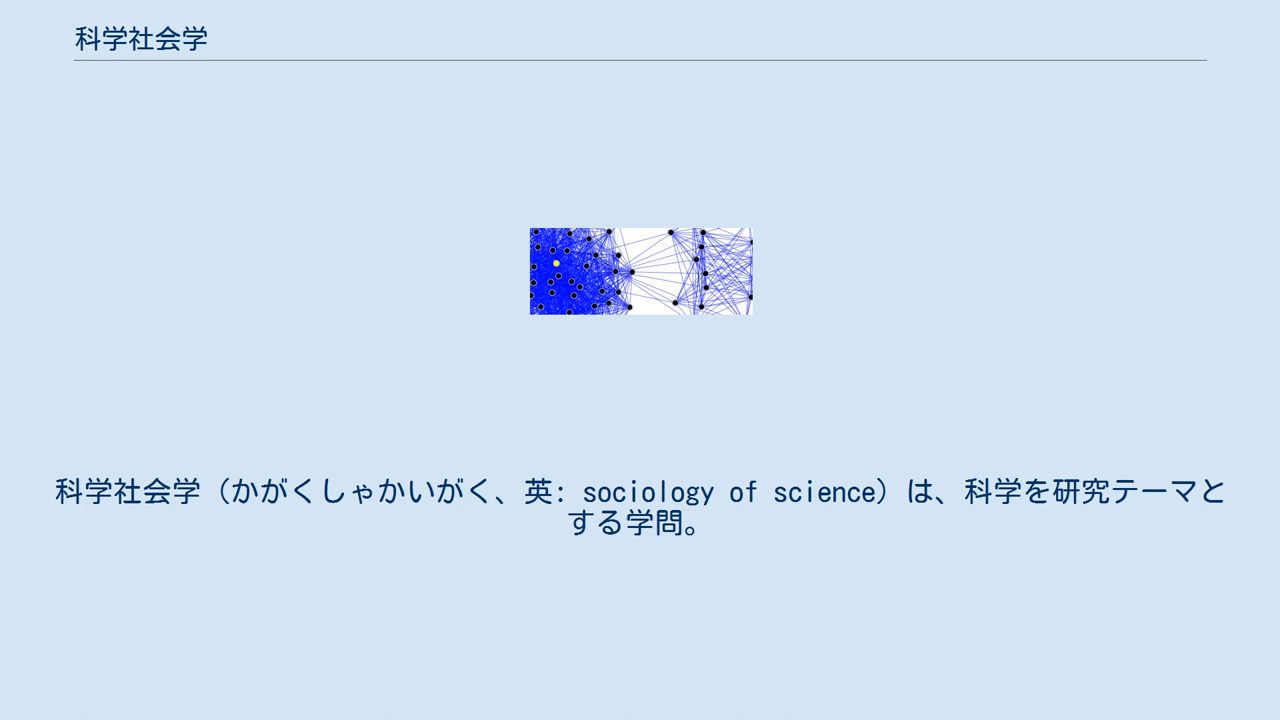 科学社会学
科学社会学（かがくしゃかいがく、英: sociology of science）は、科学を研究テーマと
する学問。